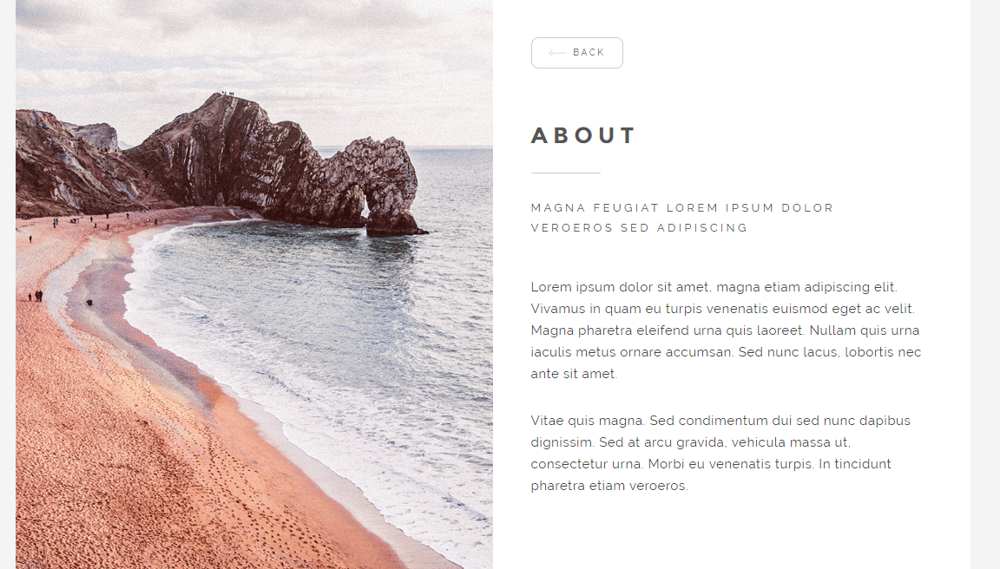 BACK
ABOUT
MAGNA FEUGIAT LOREM IPSUM DOLOR
VEROEROS SED ADIPISCING
Lorem ipsum dolor sit amet, magna etiam adipiscing elit.
Vivamus in quam eu turpis venenatis euismod eget ac velit.
Magna pharetra eleifend urna quis laoreet. Nullam quis urna
iaculis metus ornare accumsan. Sed nunc lacus, lobortis nec
ante sit amet.
Vitae quis magna. Sed condimentum dui sed nunc dapibus
dignissim. Sed at arcu gravida, vehicula massa ut,
consectetur urna. Morbi eu venenatis turpis. In tincidunt
pharetra etiam veroeros.